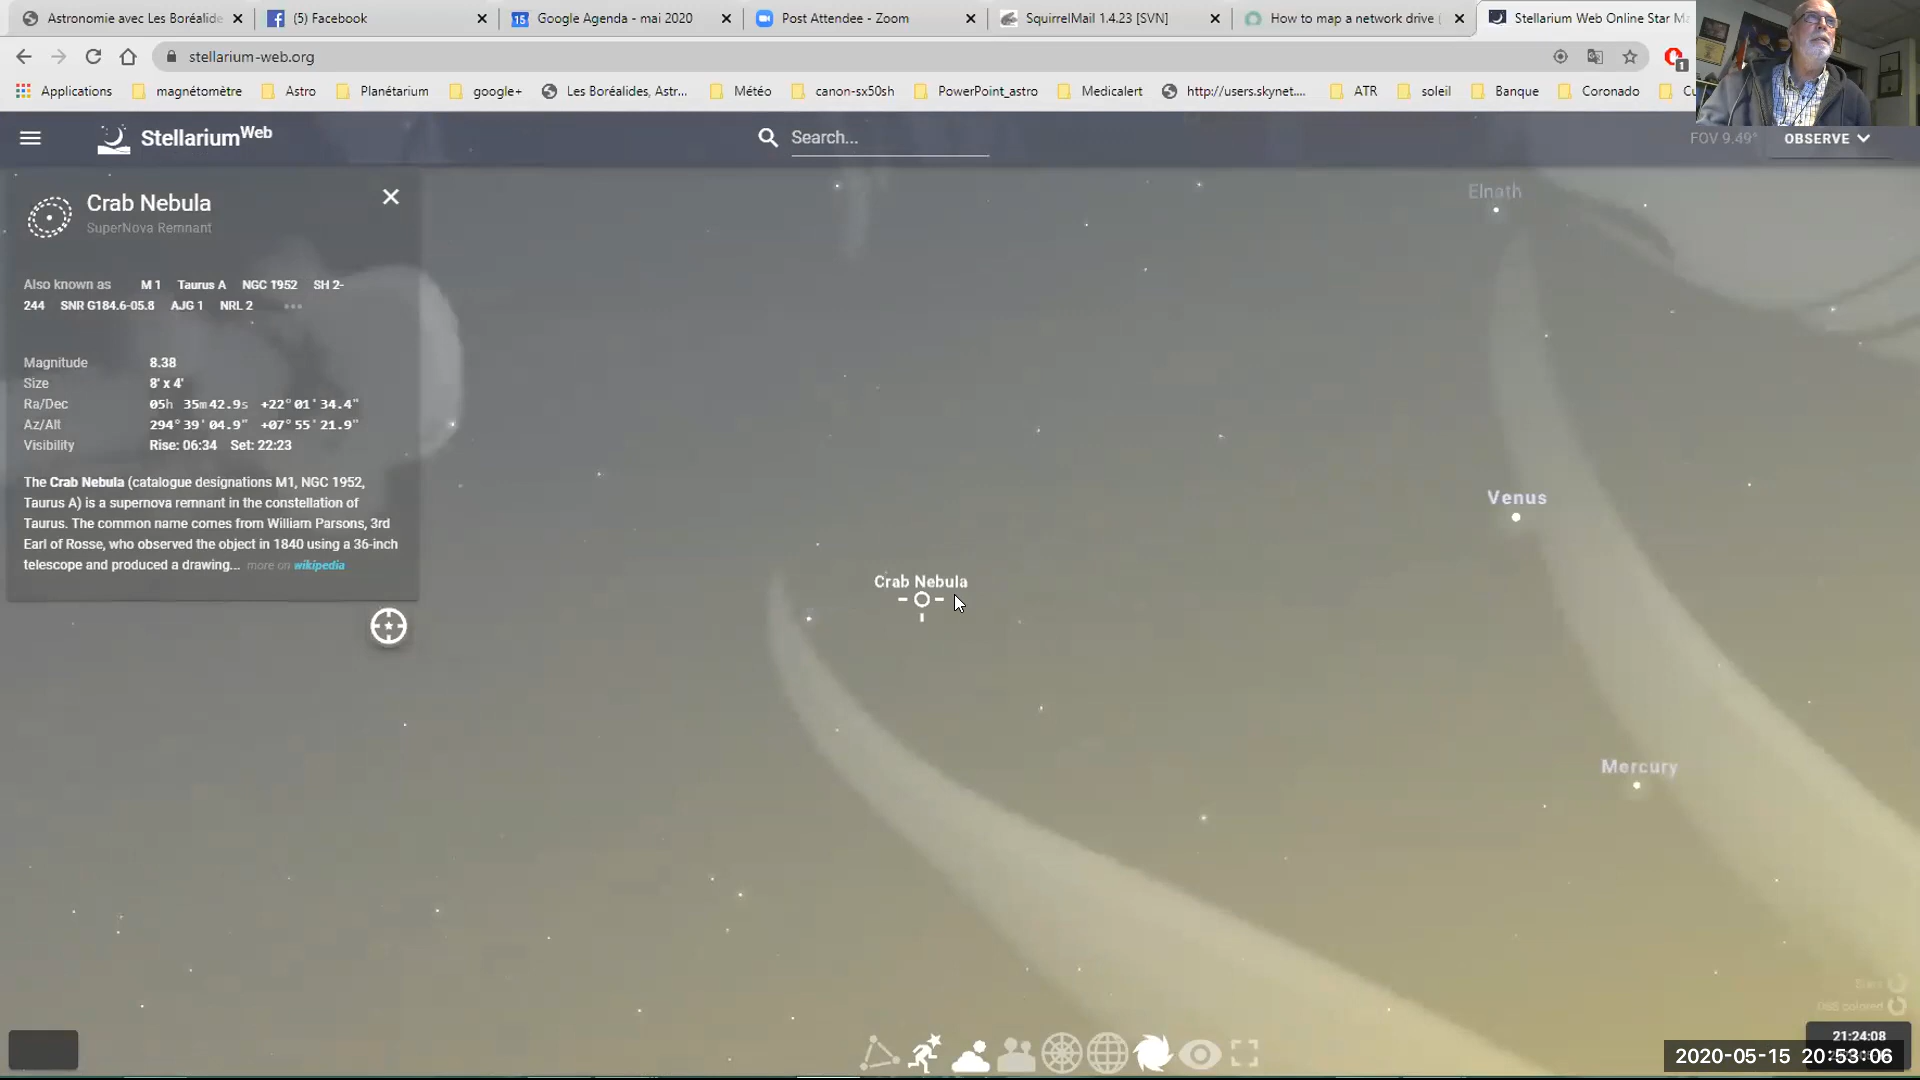 Astronomie avec Les Boréalide
(5) Facebook
15 Google Agenda - mai 2020
Post Attendee - Zoom
SquirrelMail 1.4.23 [SVN]
How to map a network drive (
Stellarium Web Online Star Ma
stellarium-web.org
1
Applications
magnétomètre
Astro
Planétarium
google+
Les Boréalides, Astr...
Météo
canon-sx50sh
PowerPoint_astro
Medicalert
http://users.skynet....
ATR
soleil
Banque
Coronado
StellariumWeb
Search...
FOV 9.49°
OBSERVE
Crab Nebula
SuperNova Remnant
Also known as M 1 Taurus A NGC 1952 SH 2-
244 SNR G184.6-05.8 AJG 1 NRL 2 •••
Magnitude 8.38
Size 8' x 4'
Ra/Dec 05h 35m 42.9s +22° 01' 34.4"
Az/Alt 294° 39' 04.9" +07° 55' 21.9"
Visibility Rise: 06:34 Set: 22:23
The Crab Nebula (catalogue designations M1, NGC 1952,
Taurus A) is a supernova remnant in the constellation of
Taurus. The common name comes from William Parsons, 3rd
Earl of Rosse, who observed the object in 1840 using a 36-inch
telescope and produced a drawing... more on wikipedia
Elnath
Venus
Crab Nebula
Mercury
DSS colored
21:24:08
2020-05-15 20:53:06